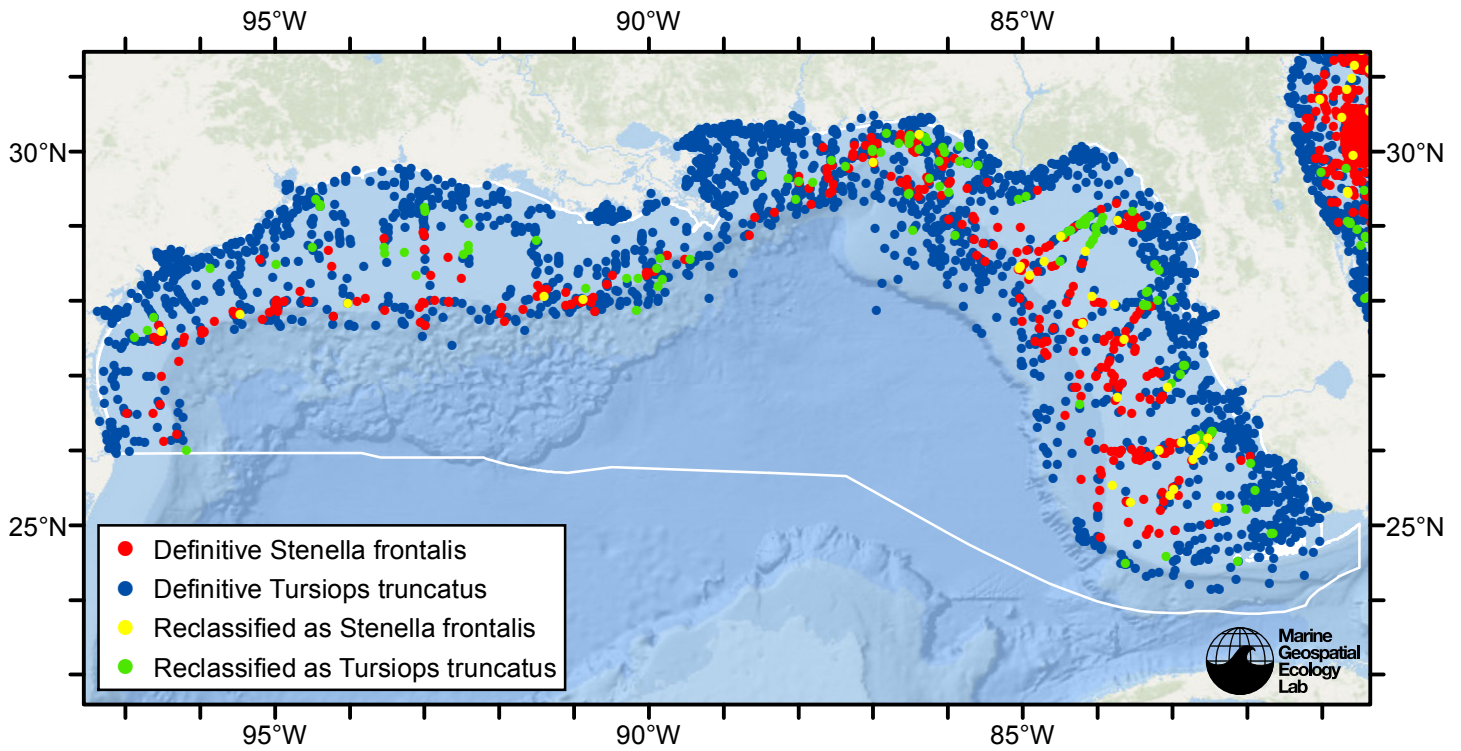 95°W 90°W 85°W
30°N 30°N
25°N 25°N
Definitive Stenella frontalis
Definitive Tursiops truncatus
Reclassified as Stenella frontalis
Reclassified as Tursiops truncatus
Marine
Geospatial
Ecology
Lab
95°W 90°W 85°W